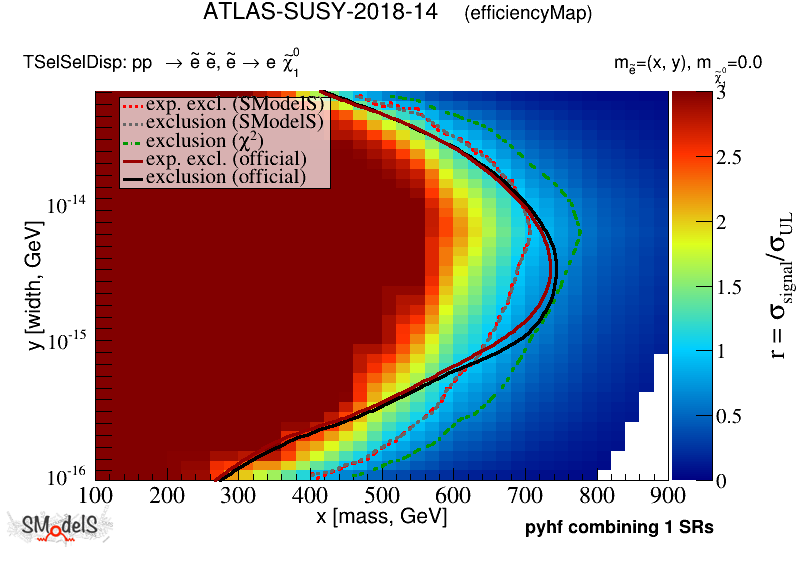 ATLAS-SUSY-2018-14 (efficiencyMap)
TSelSelDisp: pp → ẽ ẽ, ẽ → e χ̃₁⁰
m_ẽ=(x, y), m_χ̃₁⁰=0.0
exp. excl. (SModelS)
exclusion (SModelS)
exclusion (χ²)
exp. excl. (official)
exclusion (official)
y [width, GeV]
10⁻¹⁴
10⁻¹⁵
10⁻¹⁶
100 200 300 400 500 600 700 800 900
x [mass, GeV]
3
2.5
2
1.5
1
0.5
0
r = σ_signal/σ_UL
SModelS
pyhf combining 1 SRs